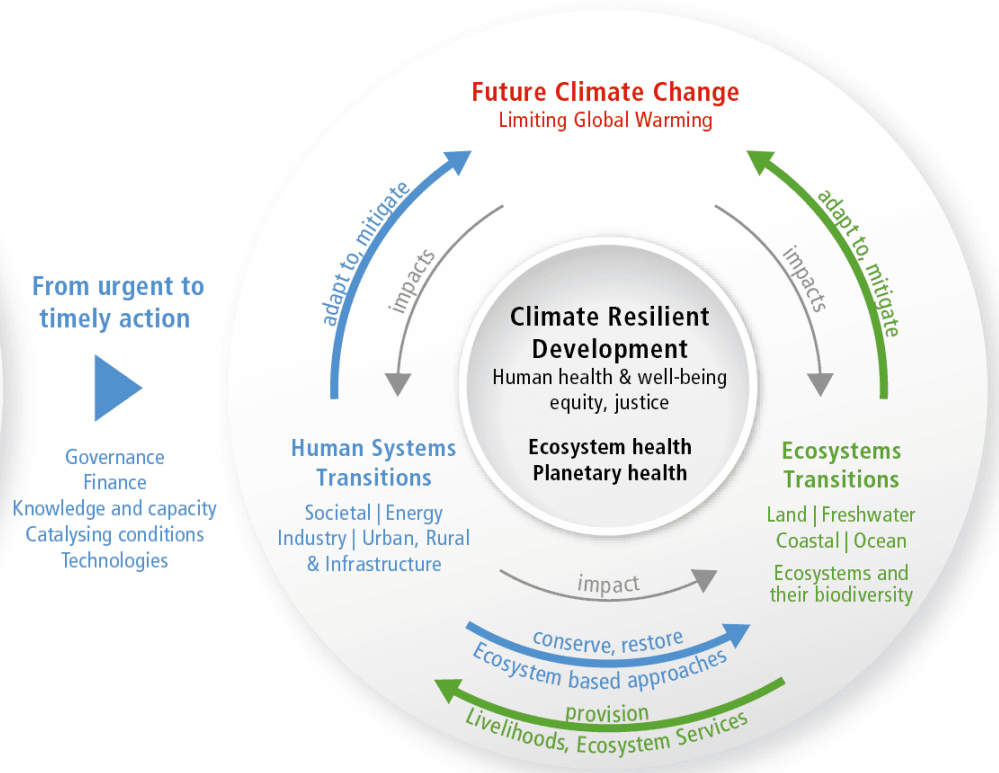 From urgent to
timely action
Governance
Finance
Knowledge and capacity
Catalysing conditions
Technologies
Future Climate Change
Limiting Global Warming
adapt to, mitigate
impacts
impacts
adapt to, mitigate
Climate Resilient
Development
Human health & well-being
equity, justice
Ecosystem health
Planetary health
Human Systems
Transitions
Societal | Energy
Industry | Urban, Rural
& Infrastructure
Ecosystems
Transitions
Land | Freshwater
Coastal | Ocean
Ecosystems and
their biodiversity
impact
conserve, restore
Ecosystem based approaches
provision
Livelihoods, Ecosystem Services